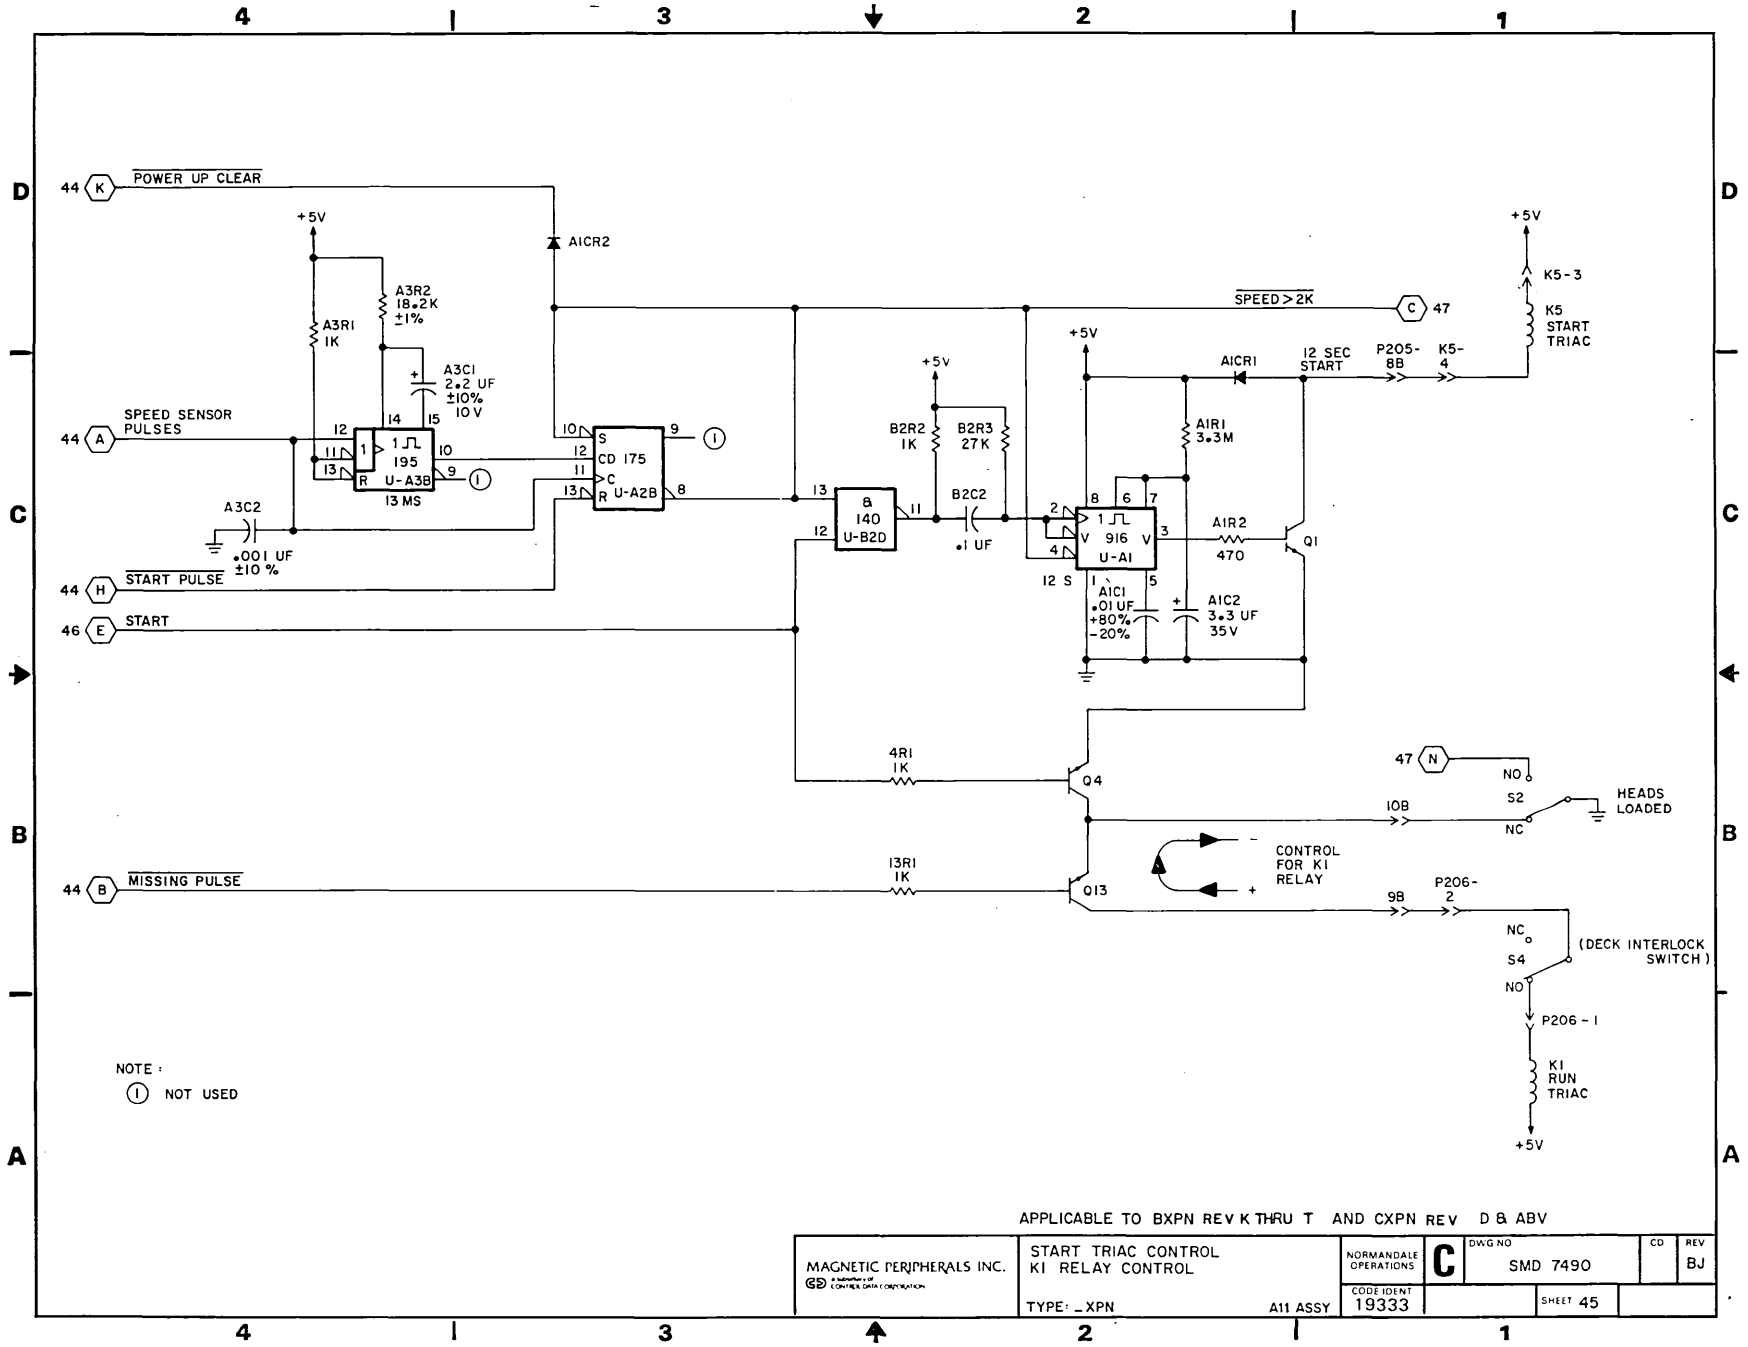 4 3 2 1
D
D
44 K POWER UP CLEAR
+5V
A1CR2
+5V
K5-3
A3R2
18.2K
±1%
SPEED>2K
C 47
K5
START
TRIAC
A3R1
1K
+5V
A1CR1
12 SEC
START
P205-
8B
K5-
4
+5V
A3C1
2.2 UF
±10%
10V
SPEED SENSOR
PULSES
44 A
12
14
15
11
13
1
1
195
R
U-A3B
10
9
1
13 MS
10
S
12
CD 175
11
C
13
R
U-A2B
9
1
8
B2R2
1K
B2R3
27K
A1R1
3.3M
C
C
A3C2
.001 UF
±10%
13
&
140
U-B2D
12
11
B2C2
.1 UF
8
6
7
2
1
V
916
V
4
U-A1
3
A1R2
470
Q1
12 S
1
5
A1C1
.01 UF
+80%
-20%
+
A1C2
3.3 UF
35V
44 H START PULSE
46 E START
4R1
1K
Q4
47 N
NO
S2
NC
HEADS
LOADED
10B
B
B
13R1
1K
CONTROL
FOR K1
RELAY
-
+
44 B MISSING PULSE
Q13
9B
P206-
2
NC
S4
NO
(DECK INTERLOCK
SWITCH)
P206-1
NOTE:
1 NOT USED
K1
RUN
TRIAC
+5V
A
A
APPLICABLE TO BXPN REV K THRU T AND CXPN REV D & ABV
MAGNETIC PERIPHERALS INC.
a subsidiary of
CONTROL DATA CORPORATION
START TRIAC CONTROL
K1 RELAY CONTROL
TYPE: _XPN
A11 ASSY
NORMANDALE
OPERATIONS
C
DWG NO
SMD 7490
CD
REV
BJ
CODE IDENT
19333
SHEET 45
4 3 2 1